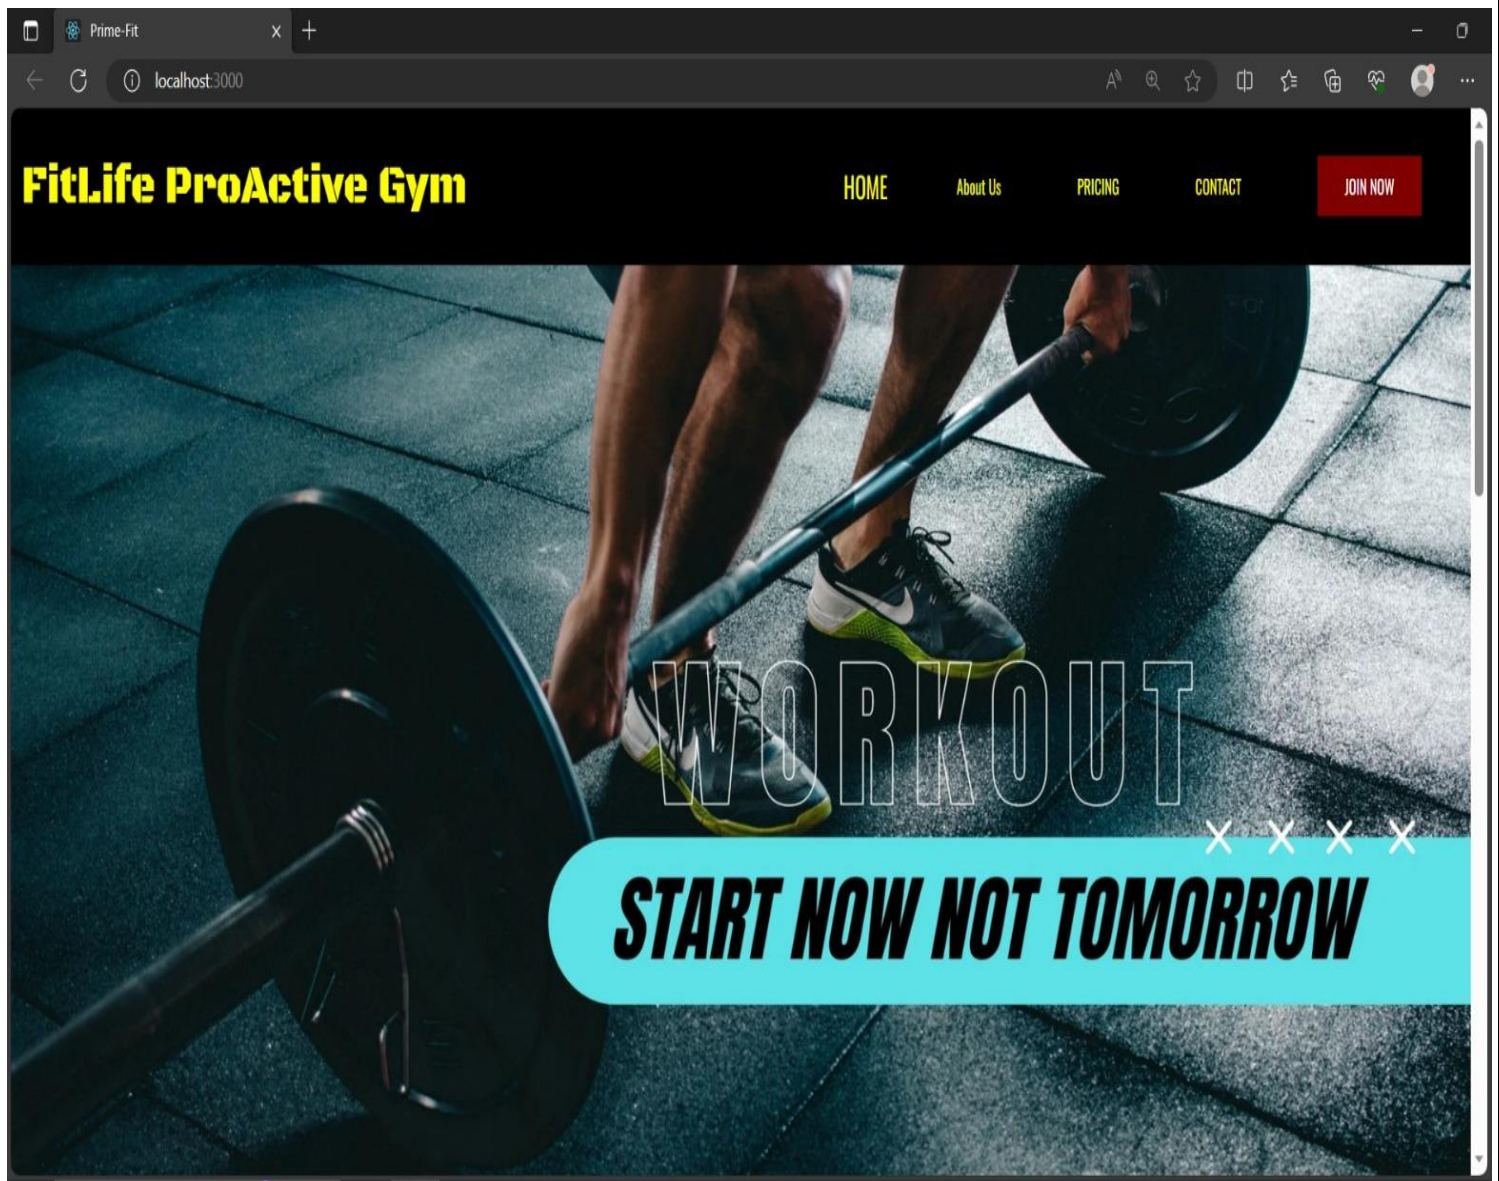 Prime-Fit
localhost:3000
FitLife ProActive Gym
HOME About Us PRICING CONTACT JOIN NOW
WORKOUT
START NOW NOT TOMORROW